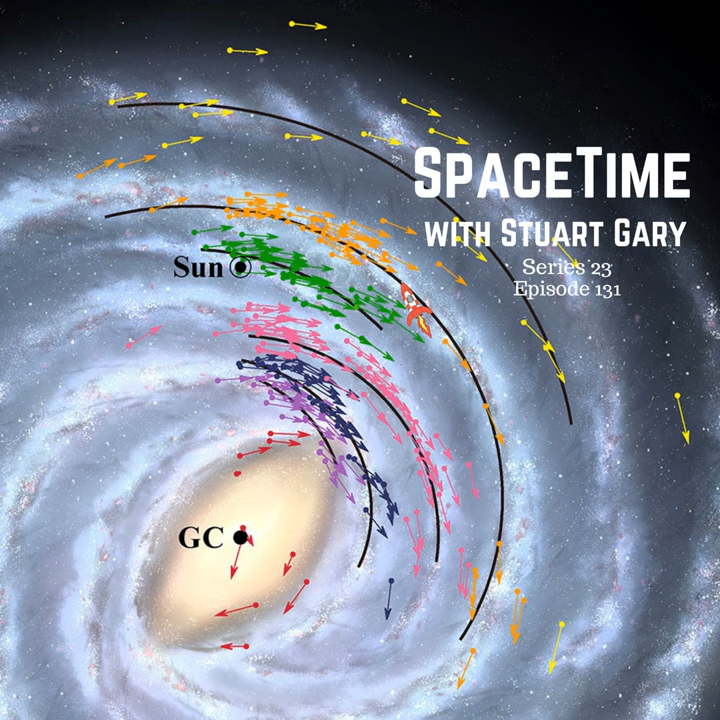 SPACETIME
WITH STUART GARY
Series 23
Episode 131
Sun
GC